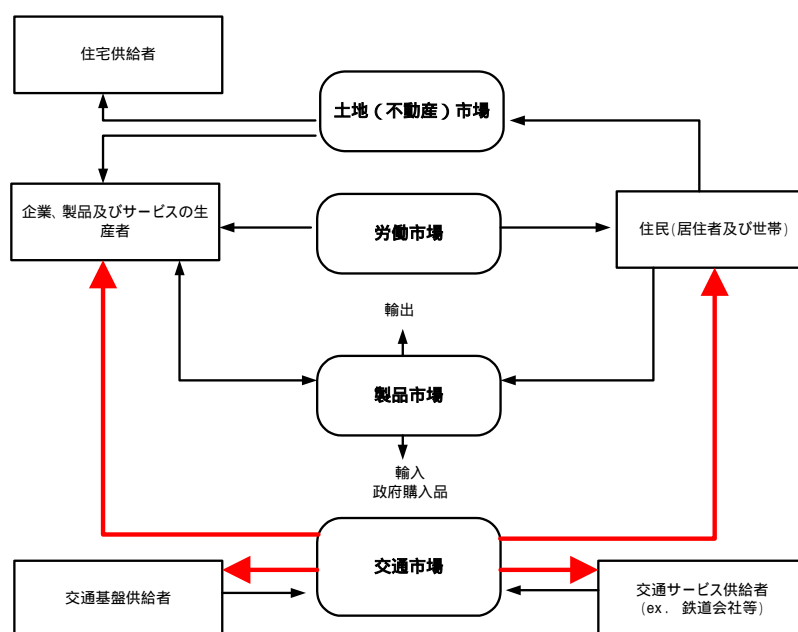 住宅供給者
土地（不動産）市場
企業、製品及びサービスの生
産者
労働市場
住民(居住者及び世帯)
輸出
製品市場
輸入
政府購入品
交通市場
交通基盤供給者
交通サービス供給者
(ex. 鉄道会社等)